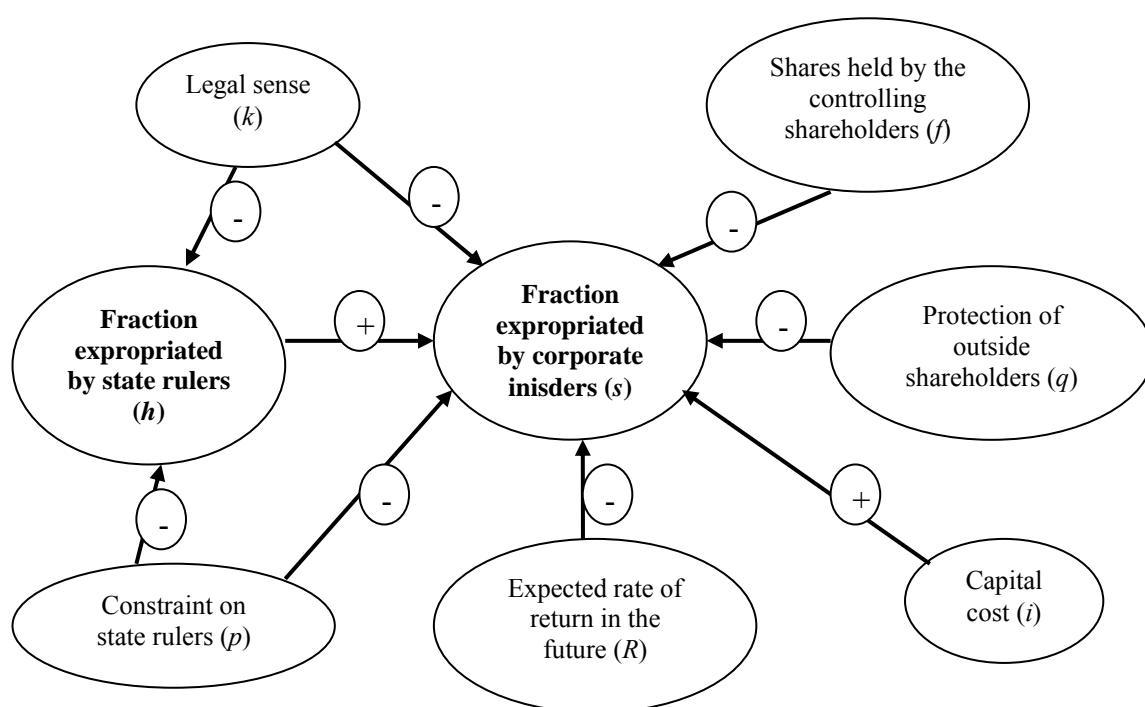 Legal sense
(k)
Shares held by the
controlling
shareholders (f)
-
-
-
Fraction
expropriated
by state rulers
(h)
+
Fraction
expropriated
by corporate
inisders (s)
-
Protection of
outside
shareholders (q)
-
-
-
+
Constraint on
state rulers (p)
Expected rate of
return in the
future (R)
Capital
cost (i)